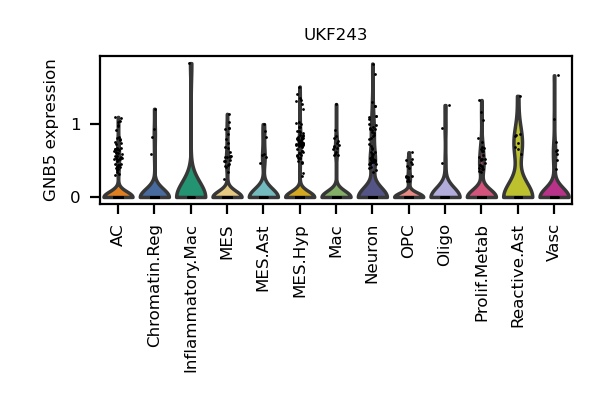 UKF243
GNB5 expression
1
0
AC
Chromatin.Reg
Inflammatory.Mac
MES
MES.Ast
MES.Hyp
Mac
Neuron
OPC
Oligo
Prolif.Metab
Reactive.Ast
Vasc